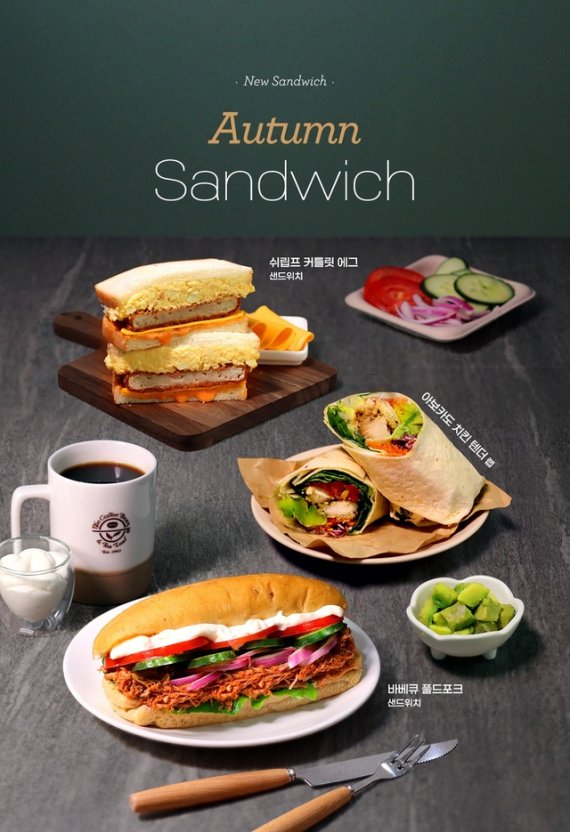 · New Sandwich ·
Autumn
Sandwich
쉬림프 커틀릿 에그
샌드위치
아보카도 치킨 텐더 랩
The Coffee Bean
& Tea Leaf
바베큐 풀드포크
샌드위치